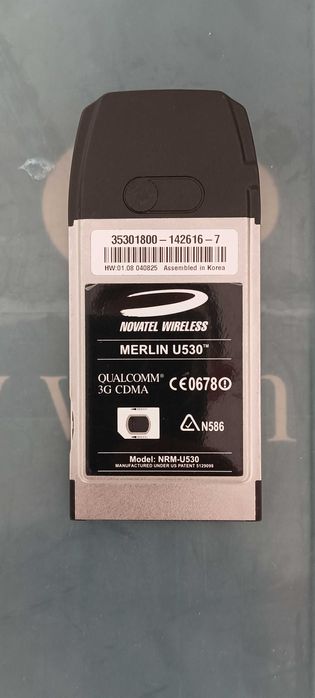 35301800-142616-7
HW:01.08 040825 Assembled in Korea
NOVATEL WIRELESS
MERLIN U530™
QUALCOMM®
3G CDMA
CE0678
N586
Model: NRM-U530
MANUFACTURED UNDER US PATENT 5129098